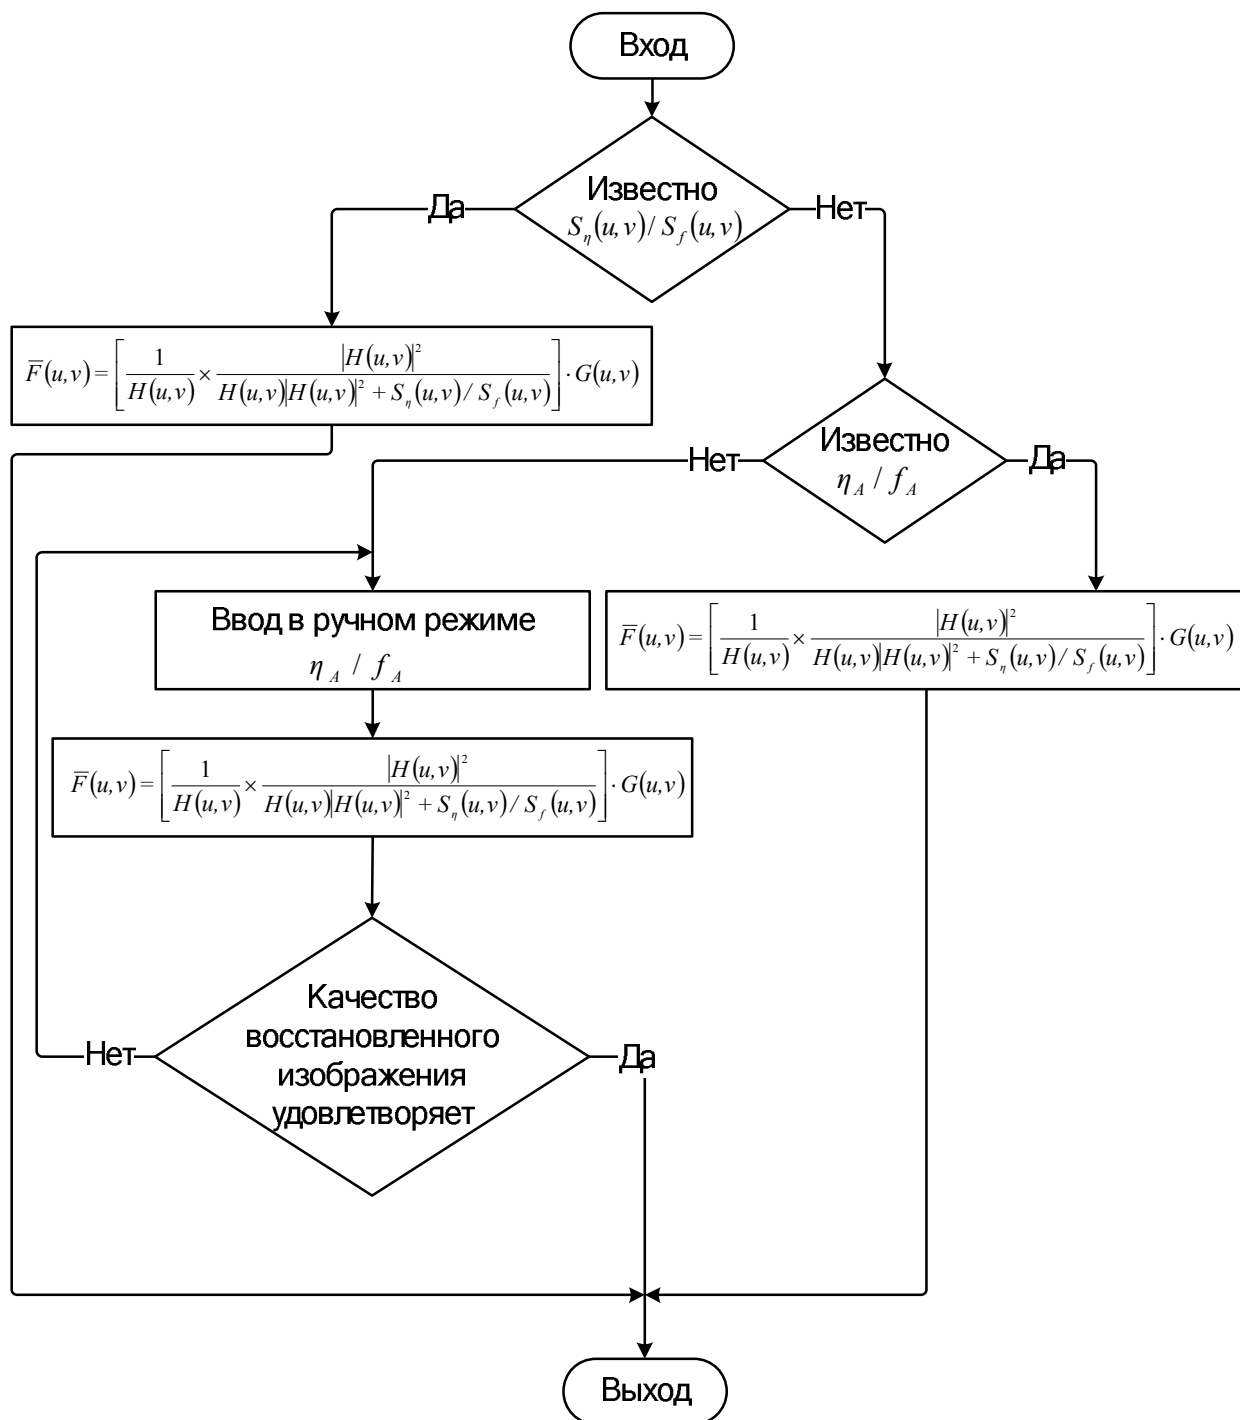 Вход
Известно
S_η(u,v)/S_f(u,v)
Да
Нет
F̅(u,v)=[1/H(u,v)×|H(u,v)|²/(H(u,v)|H(u,v)|²+S_η(u,v)/S_f(u,v))]·G(u,v)
Известно
η_A/f_A
Нет
Да
Ввод в ручном режиме
η_A/f_A
F̅(u,v)=[1/H(u,v)×|H(u,v)|²/(H(u,v)|H(u,v)|²+S_η(u,v)/S_f(u,v))]·G(u,v)
F̅(u,v)=[1/H(u,v)×|H(u,v)|²/(H(u,v)|H(u,v)|²+S_η(u,v)/S_f(u,v))]·G(u,v)
Качество
восстановленного
изображения
удовлетворяет
Нет
Да
Выход